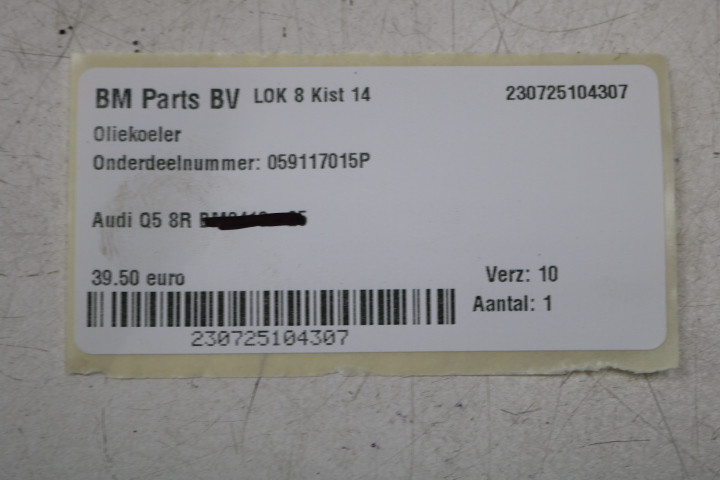 BM Parts BV LOK 8 Kist 14 230725104307
Oliekoeler
Onderdeelnummer: 059117015P
Audi Q5 8R
39.50 euro
Verz: 10
Aantal: 1
230725104307